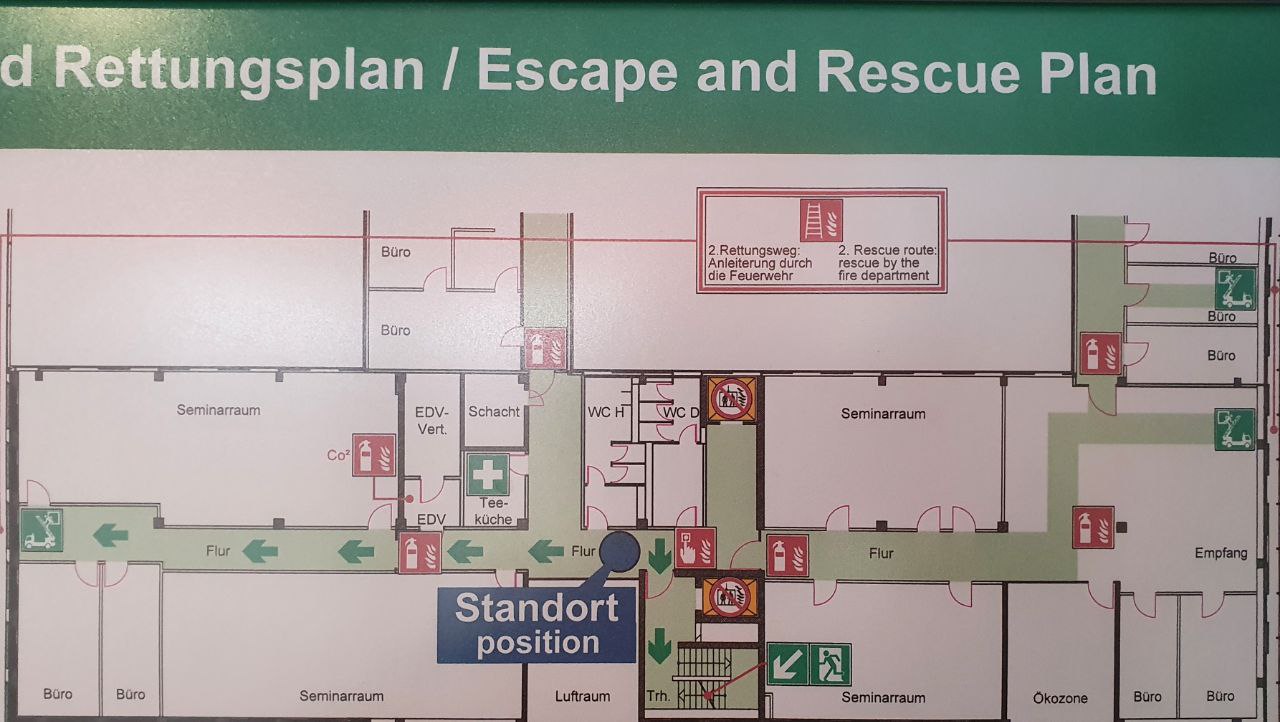 d Rettungsplan / Escape and Rescue Plan
2.Rettungsweg:
Anleiterung durch
die Feuerwehr
2. Rescue route:
rescue by the
fire department
Büro
Büro
Büro
Büro
Büro
Seminarraum
EDV-
Vert.
Schacht
WC H
WC D
Seminarraum
Co²
Tee-
küche
EDV
Flur
Flur
Flur
Empfang
Standort
position
Büro
Büro
Seminarraum
Luftraum
Trh.
Seminarraum
Ökozone
Büro
Büro